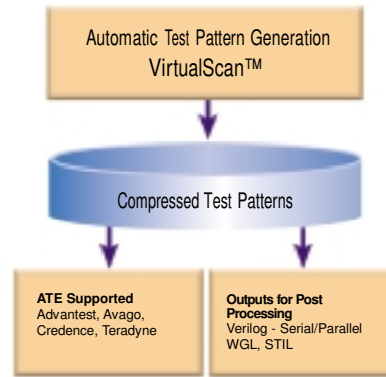 Automatic Test Pattern Generation
VirtualScan™
Compressed Test Patterns
ATE Supported
Advantest, Avago,
Credence, Teradyne
Outputs for Post
Processing
Verilog - Serial/Parallel
WGL, STIL